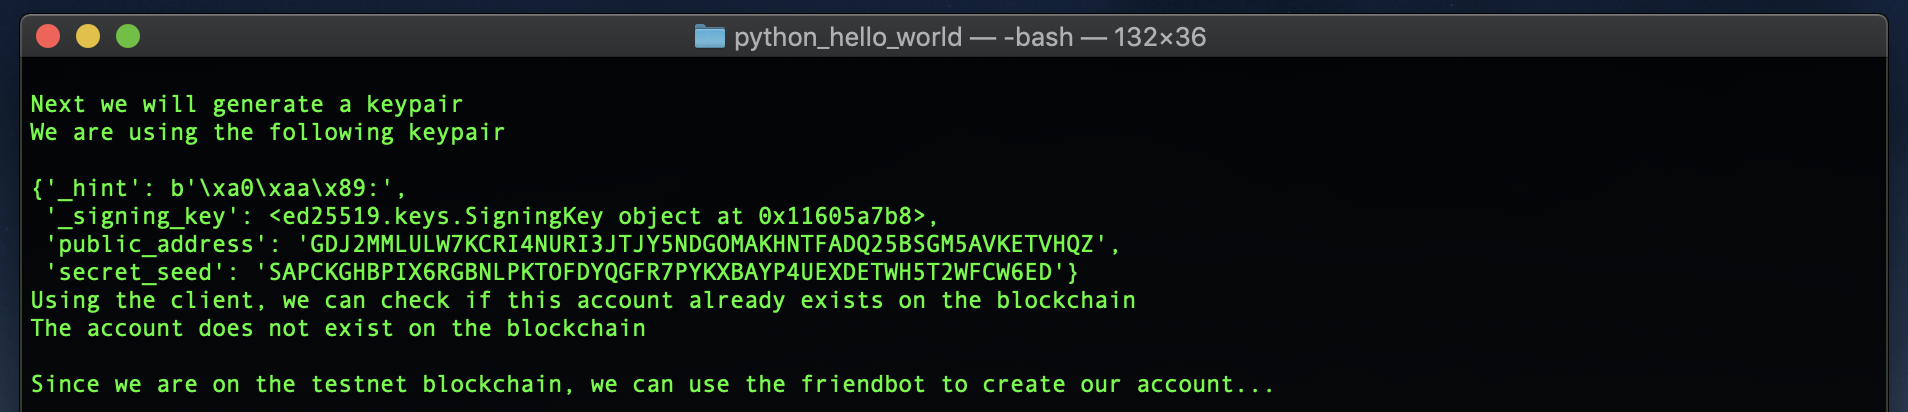 python_hello_world — -bash — 132×36
Next we will generate a keypair
We are using the following keypair
{'_hint': b'\xa0\xaa\x89:',
'_signing_key': <ed25519.keys.SigningKey object at 0x11605a7b8>,
'public_address': 'GDJ2MMLULW7KCRI4NURI3JTJY5NDGOMAKHNTFADQ25BSGM5AVKETVHQZ',
'secret_seed': 'SAPCKGHBPIX6RGBNLPKTOFDYQGFR7PYKXBAYP4UEXDETWH5T2WFCW6ED'}
Using the client, we can check if this account already exists on the blockchain
The account does not exist on the blockchain
Since we are on the testnet blockchain, we can use the friendbot to create our account...